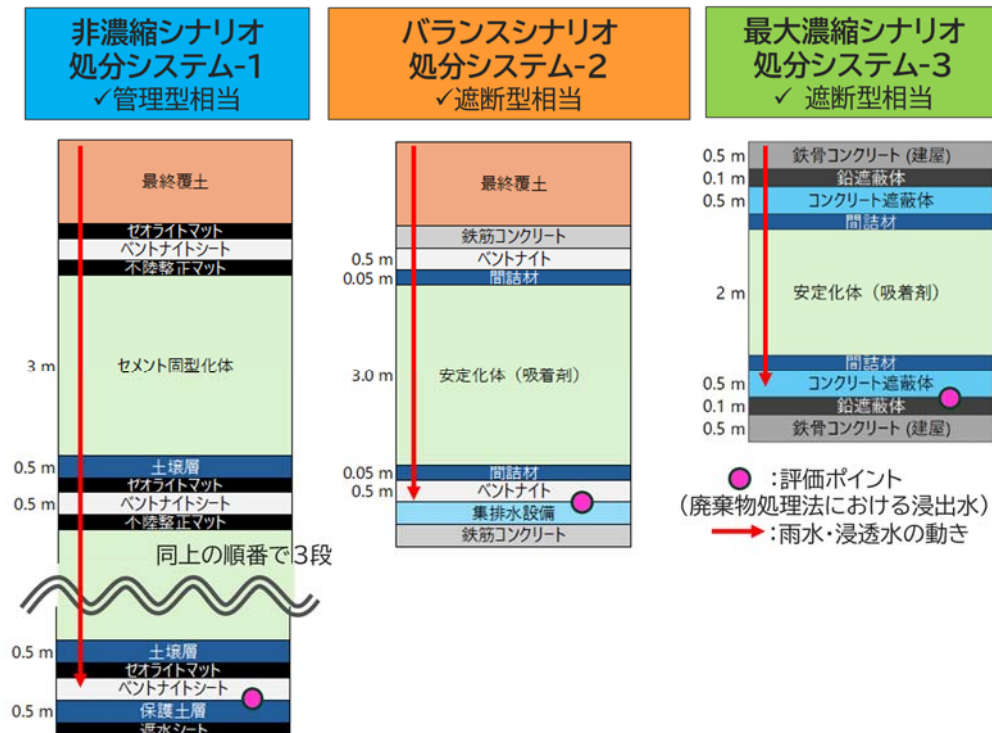 非濃縮シナリオ
処分システム-1
✓管理型相当
バランスシナリオ
処分システム-2
✓遮断型相当
最大濃縮シナリオ
処分システム-3
✓ 遮断型相当
最終覆土
ゼオライトマット
ベントナイトシート
不陸整正マット
3 m
セメント固型化体
0.5 m
土壌層
ゼオライトマット
0.5 m
ベントナイトシート
不陸整正マット
同上の順番で3段
0.5 m
土壌層
ゼオライトマット
ベントナイトシート
0.5 m
保護土層
遮水シート
最終覆土
鉄筋コンクリート
0.5 m
ベントナイト
0.05 m
間詰材
3.0 m
安定化体（吸着剤）
0.05 m
間詰材
0.5 m
ベントナイト
集排水設備
鉄筋コンクリート
0.5 m
鉄骨コンクリート (建屋)
0.1 m
鉛遮蔽体
0.5 m
コンクリート遮蔽体
間詰材
2 m
安定化体（吸着剤）
間詰材
0.5 m
コンクリート遮蔽体
0.1 m
鉛遮蔽体
0.5 m
鉄骨コンクリート (建屋)
:評価ポイント
(廃棄物処理法における浸出水)
:雨水・浸透水の動き